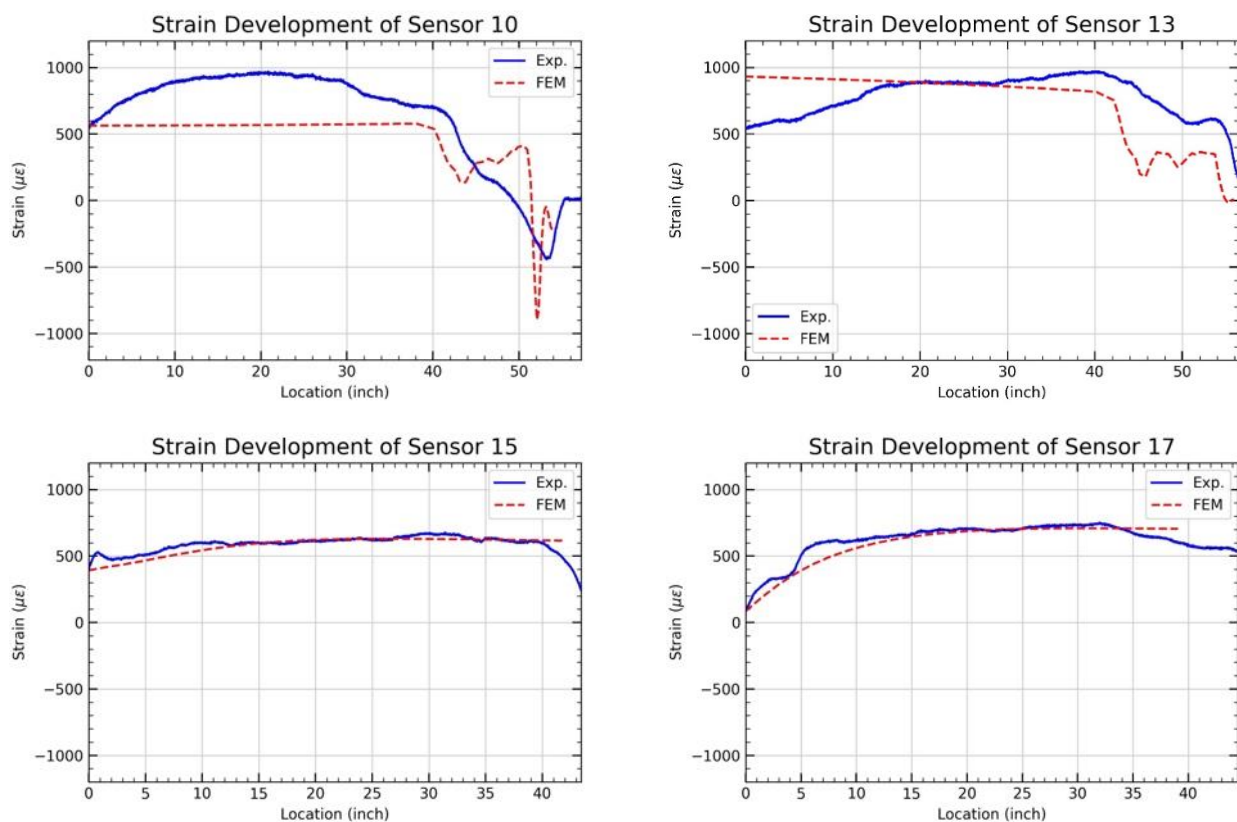 Strain Development of Sensor 10
Exp.
FEM
1000
500
0
−500
−1000
Strain (με)
0 10 20 30 40 50
Location (inch)
Strain Development of Sensor 13
1000
500
0
−500
−1000
Strain (με)
Exp.
FEM
0 10 20 30 40 50
Location (inch)
Strain Development of Sensor 15
Exp.
FEM
1000
500
0
−500
−1000
Strain (με)
0 5 10 15 20 25 30 35 40
Location (inch)
Strain Development of Sensor 17
Exp.
FEM
1000
500
0
−500
−1000
Strain (με)
0 5 10 15 20 25 30 35 40
Location (inch)